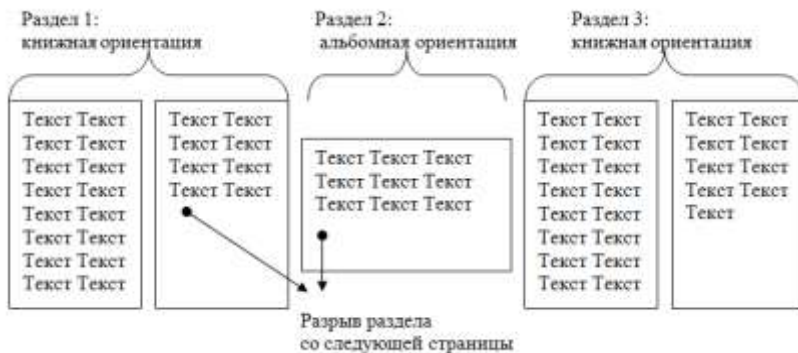 Раздел 1:
книжная ориентация
Раздел 2:
альбомная ориентация
Раздел 3:
книжная ориентация
Текст Текст
Текст Текст
Текст Текст
Текст Текст
Текст Текст
Текст Текст
Текст Текст
Текст Текст
Текст Текст
Текст Текст
Текст Текст
Текст Текст
Текст Текст Текст
Текст Текст Текст
Текст Текст Текст
Текст Текст
Текст Текст
Текст Текст
Текст Текст
Текст Текст
Текст Текст
Текст Текст
Текст Текст
Текст Текст
Текст Текст
Текст Текст
Текст Текст
Текст
Разрыв раздела
со следующей страницы